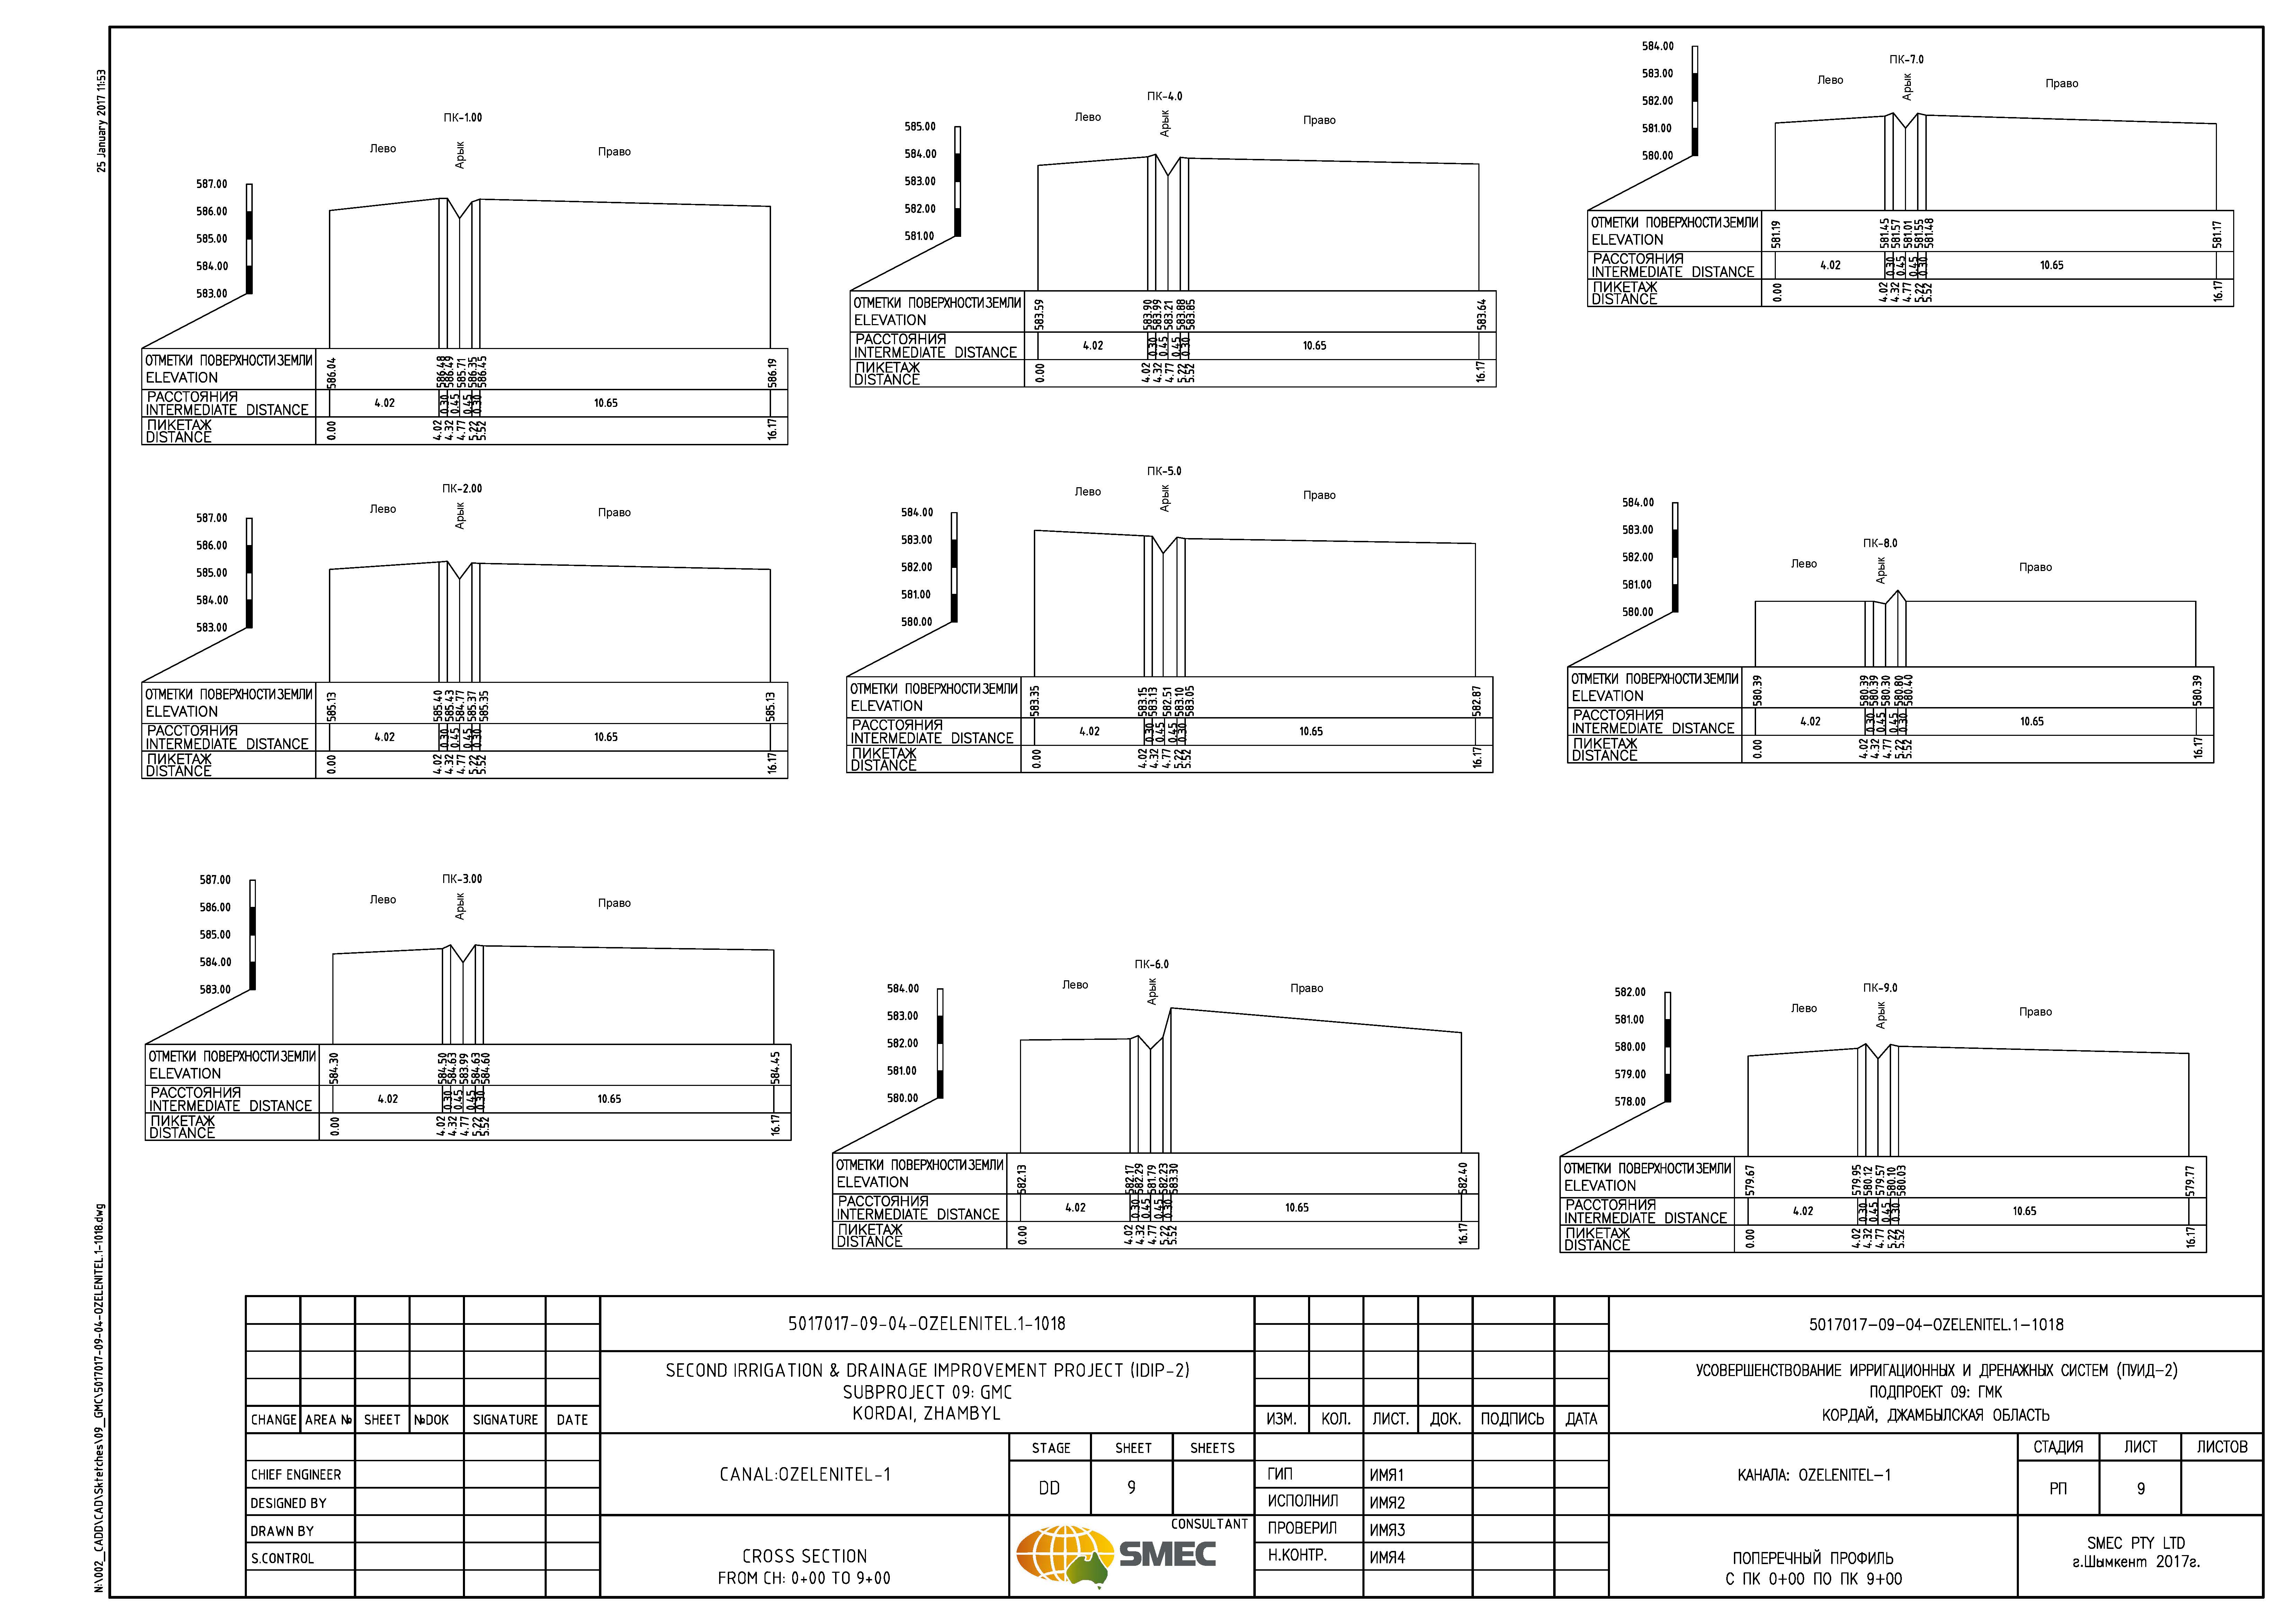 25 January 2017 11:53
N:\002_CADD\CAD\Sktetches\09_GMC\5017017-09-04-OZELENITEL.1-1018.dwg
ПК-1.00
Лево
Арык
Право
587.00
586.00
585.00
584.00
583.00
ОТМЕТКИ ПОВЕРХНОСТИ ЗЕМЛИ
ELEVATION
586.04 586.48 586.49 585.71 586.35 586.45 586.19
РАССТОЯНИЯ
INTERMEDIATE DISTANCE
4.02 0.30 0.45 0.45 0.30 10.65
ПИКЕТАЖ
DISTANCE
0.00 4.02 4.32 4.77 5.22 5.52 16.17
ПК-2.00
Лево
Арык
Право
587.00
586.00
585.00
584.00
583.00
ОТМЕТКИ ПОВЕРХНОСТИ ЗЕМЛИ
ELEVATION
585.13 585.40 585.43 584.77 585.37 585.35 585.13
РАССТОЯНИЯ
INTERMEDIATE DISTANCE
4.02 0.30 0.45 0.45 0.30 10.65
ПИКЕТАЖ
DISTANCE
0.00 4.02 4.32 4.77 5.22 5.52 16.17
ПК-3.00
Лево
Арык
Право
587.00
586.00
585.00
584.00
583.00
ОТМЕТКИ ПОВЕРХНОСТИ ЗЕМЛИ
ELEVATION
584.30 584.50 584.63 583.99 584.63 584.60 584.45
РАССТОЯНИЯ
INTERMEDIATE DISTANCE
4.02 0.30 0.45 0.45 0.30 10.65
ПИКЕТАЖ
DISTANCE
0.00 4.02 4.32 4.77 5.22 5.52 16.17
ПК-4.0
Лево
Арык
Право
585.00
584.00
583.00
582.00
581.00
ОТМЕТКИ ПОВЕРХНОСТИ ЗЕМЛИ
ELEVATION
583.59 583.90 583.99 583.21 583.88 583.85 583.64
РАССТОЯНИЯ
INTERMEDIATE DISTANCE
4.02 0.30 0.45 0.45 0.30 10.65
ПИКЕТАЖ
DISTANCE
0.00 4.02 4.32 4.77 5.22 5.52 16.17
ПК-5.0
Лево
Арык
Право
584.00
583.00
582.00
581.00
580.00
ОТМЕТКИ ПОВЕРХНОСТИ ЗЕМЛИ
ELEVATION
583.35 583.15 583.13 582.51 583.10 583.05 582.87
РАССТОЯНИЯ
INTERMEDIATE DISTANCE
4.02 0.30 0.45 0.45 0.30 10.65
ПИКЕТАЖ
DISTANCE
0.00 4.02 4.32 4.77 5.22 5.52 16.17
ПК-6.0
Лево
Арык
Право
584.00
583.00
582.00
581.00
580.00
ОТМЕТКИ ПОВЕРХНОСТИ ЗЕМЛИ
ELEVATION
582.13 582.17 582.29 581.79 582.23 583.30 582.40
РАССТОЯНИЯ
INTERMEDIATE DISTANCE
4.02 0.30 0.45 0.45 0.30 10.65
ПИКЕТАЖ
DISTANCE
0.00 4.02 4.32 4.77 5.22 5.52 16.17
ПК-7.0
Лево
Арык
Право
584.00
583.00
582.00
581.00
580.00
ОТМЕТКИ ПОВЕРХНОСТИ ЗЕМЛИ
ELEVATION
581.19 581.45 581.57 581.01 581.55 581.48 581.17
РАССТОЯНИЯ
INTERMEDIATE DISTANCE
4.02 0.30 0.45 0.45 0.30 10.65
ПИКЕТАЖ
DISTANCE
0.00 4.02 4.32 4.77 5.22 5.52 16.17
ПК-8.0
Лево
Арык
Право
584.00
583.00
582.00
581.00
580.00
ОТМЕТКИ ПОВЕРХНОСТИ ЗЕМЛИ
ELEVATION
580.39 580.39 580.39 580.30 580.80 580.40 580.39
РАССТОЯНИЯ
INTERMEDIATE DISTANCE
4.02 0.30 0.45 0.45 0.30 10.65
ПИКЕТАЖ
DISTANCE
0.00 4.02 4.32 4.77 5.22 5.52 16.17
ПК-9.0
Лево
Арык
Право
582.00
581.00
580.00
579.00
578.00
ОТМЕТКИ ПОВЕРХНОСТИ ЗЕМЛИ
ELEVATION
579.67 579.95 580.12 579.57 580.10 580.03 579.77
РАССТОЯНИЯ
INTERMEDIATE DISTANCE
4.02 0.30 0.45 0.45 0.30 10.65
ПИКЕТАЖ
DISTANCE
0.00 4.02 4.32 4.77 5.22 5.52 16.17
CHANGE AREA № SHEET №DOK SIGNATURE DATE
CHIEF ENGINEER
DESIGNED BY
DRAWN BY
S.CONTROL
5017017-09-04-OZELENITEL.1-1018
SECOND IRRIGATION & DRAINAGE IMPROVEMENT PROJECT (IDIP-2)
SUBPROJECT 09: GMC
KORDAI, ZHAMBYL
CANAL:OZELENITEL-1
STAGE SHEET SHEETS
DD 9
CROSS SECTION
FROM CH: 0+00 TO 9+00
CONSULTANT
SMEC
ИЗМ. КОЛ. ЛИСТ. ДОК. ПОДПИСЬ ДАТА
ГИП ИМЯ1
ИСПОЛНИЛ ИМЯ2
ПРОВЕРИЛ ИМЯ3
Н.КОНТР. ИМЯ4
5017017-09-04-OZELENITEL.1-1018
УСОВЕРШЕНСТВОВАНИЕ ИРРИГАЦИОННЫХ И ДРЕНАЖНЫХ СИСТЕМ (ПУИД-2)
ПОДПРОЕКТ 09: ГМК
КОРДАЙ, ДЖАМБЫЛСКАЯ ОБЛАСТЬ
КАНАЛА: OZELENITEL-1
СТАДИЯ ЛИСТ ЛИСТОВ
РП 9
ПОПЕРЕЧНЫЙ ПРОФИЛЬ
С ПК 0+00 ПО ПК 9+00
SMEC PTY LTD
г.Шымкент 2017г.